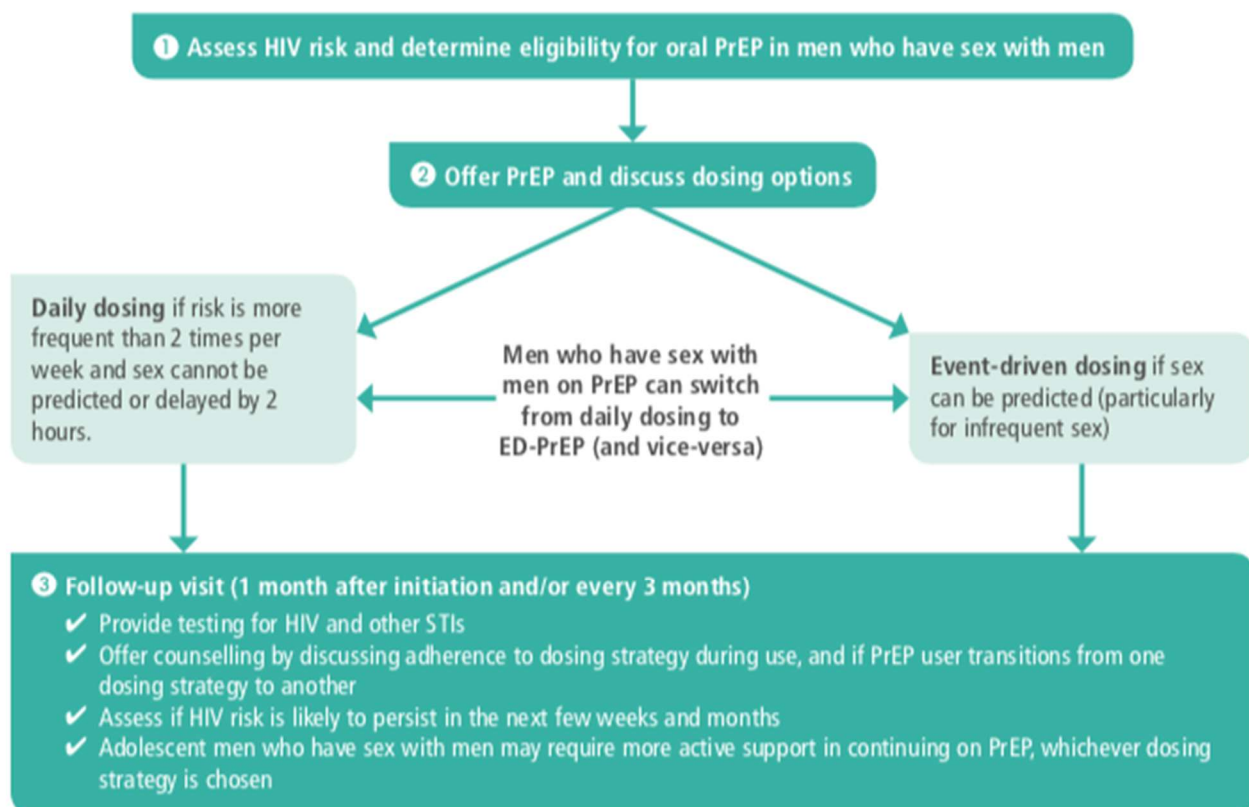 ❶ Assess HIV risk and determine eligibility for oral PrEP in men who have sex with men
❷ Offer PrEP and discuss dosing options
Daily dosing if risk is more
frequent than 2 times per
week and sex cannot be
predicted or delayed by 2
hours.
Men who have sex with
men on PrEP can switch
from daily dosing to
ED-PrEP (and vice-versa)
Event-driven dosing if sex
can be predicted (particularly
for infrequent sex)
❸ Follow-up visit (1 month after initiation and/or every 3 months)
✔ Provide testing for HIV and other STIs
✔ Offer counselling by discussing adherence to dosing strategy during use, and if PrEP user transitions from one
dosing strategy to another
✔ Assess if HIV risk is likely to persist in the next few weeks and months
✔ Adolescent men who have sex with men may require more active support in continuing on PrEP, whichever dosing
strategy is chosen